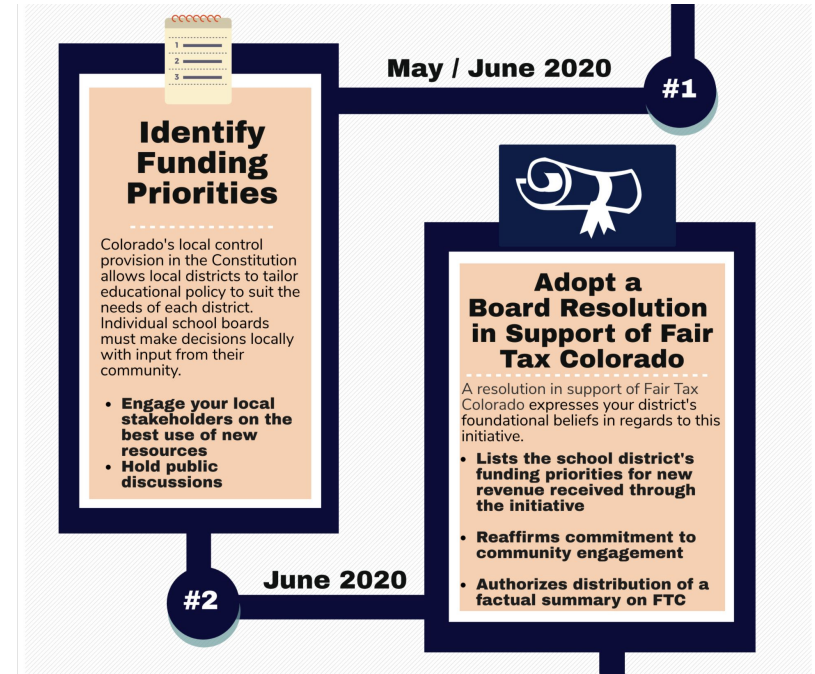 May / June 2020
#1
1
2
3
Identify
Funding
Priorities
Colorado's local control
provision in the Constitution
allows local districts to tailor
educational policy to suit the
needs of each district.
Individual school boards
must make decisions locally
with input from their
community.
• Engage your local
stakeholders on the
best use of new
resources
• Hold public
discussions
#2
June 2020
Adopt a
Board Resolution
in Support of Fair
Tax Colorado
A resolution in support of Fair Tax
Colorado expresses your district's
foundational beliefs in regards to this
initiative.
• Lists the school district's
funding priorities for new
revenue received through
the initiative
• Reaffirms commitment to
community engagement
• Authorizes distribution of a
factual summary on FTC